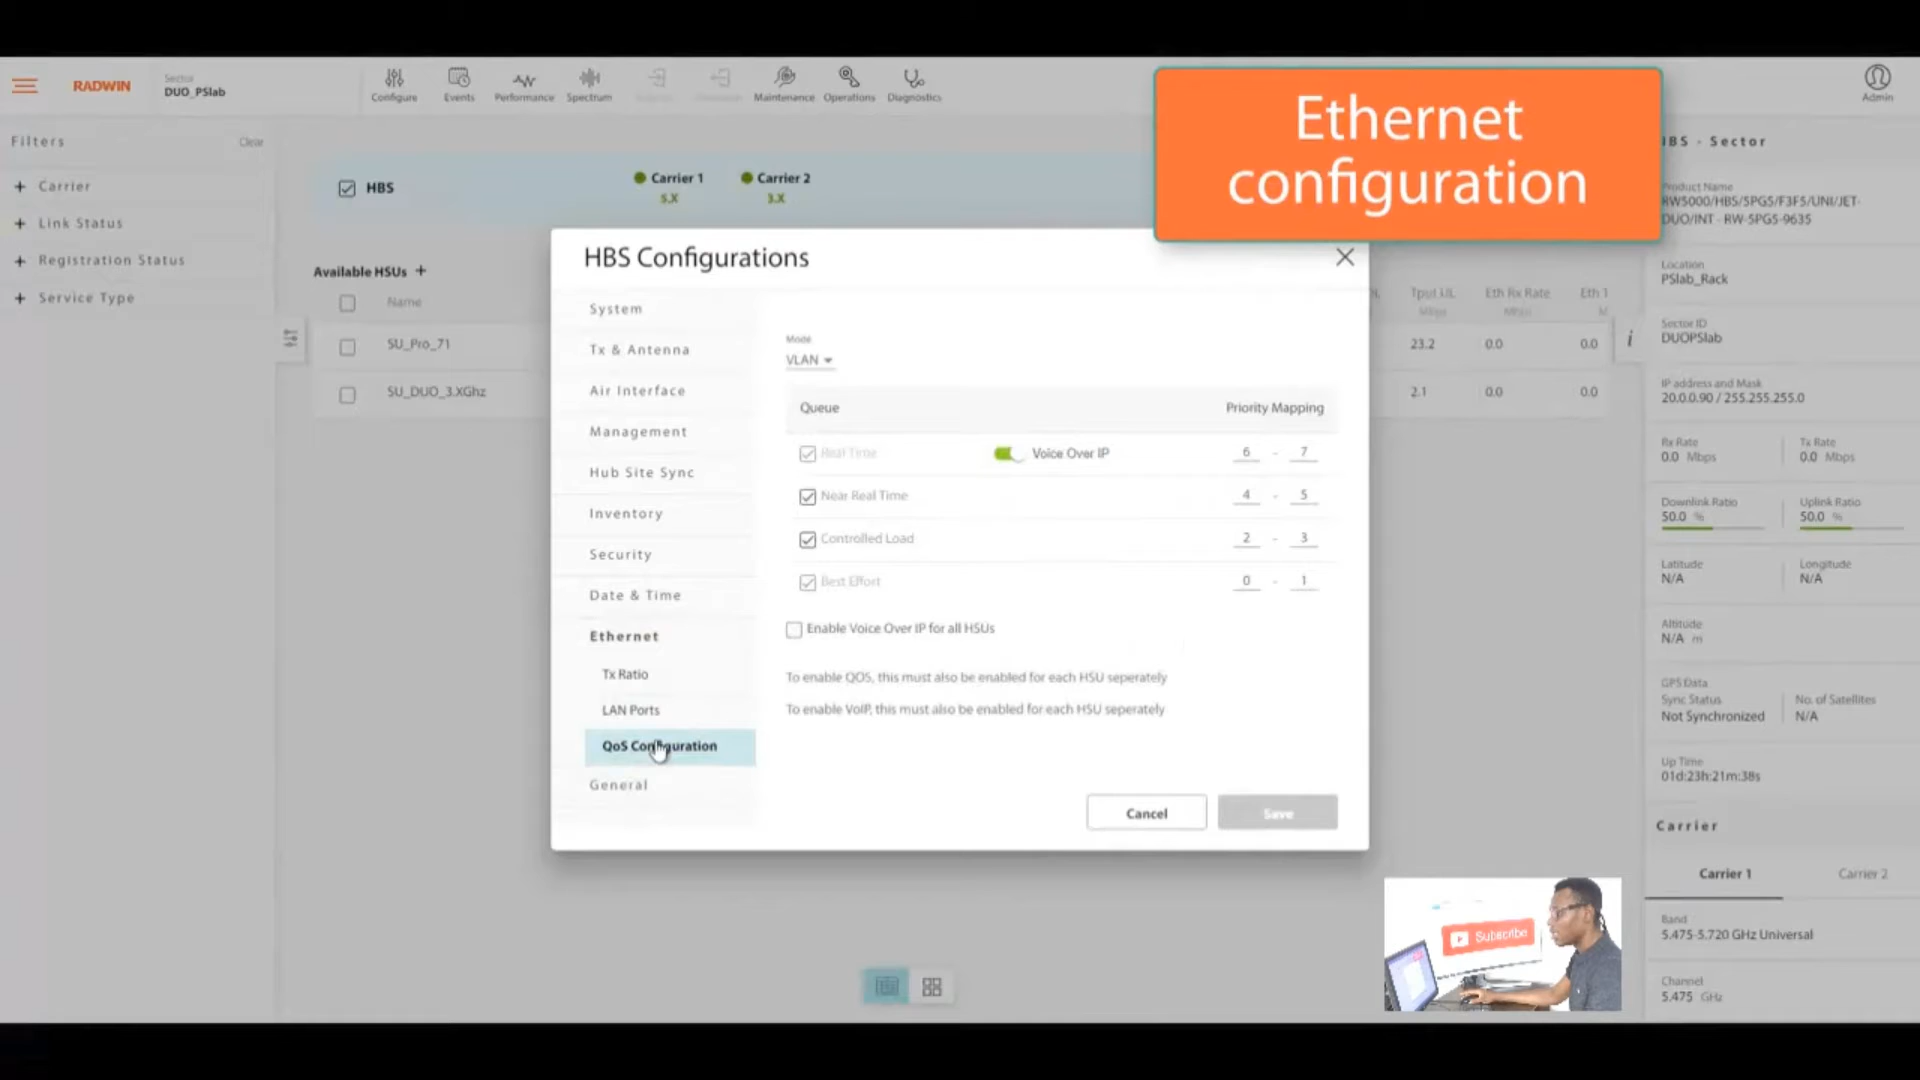 RADWIN
Sector
DUO_PSlab
Configure
Events
Performance
Spectrum
Maintenance
Operations
Diagnostics
Admin
Ethernet
configuration
Filters
Clear
+ Carrier
+ Link Status
+ Registration Status
+ Service Type
HBS
Carrier 1
5.X
Carrier 2
3.X
Available HSUs +
Name
SU_Pro_71
SU_DUO_3.XGhz
Tput UL
Mbps
Eth Rx Rate
Mbps
Eth T
M
23.2
0.0
0.0
2.1
0.0
0.0
HBS Configurations
System
Tx & Antenna
Air Interface
Management
Hub Site Sync
Inventory
Security
Date & Time
Ethernet
Tx Ratio
LAN Ports
QoS Configuration
General
Mode
VLAN
Queue
Priority Mapping
Real Time
Voice Over IP
6 - 7
Near Real Time
4 - 5
Controlled Load
2 - 3
Best Effort
0 - 1
Enable Voice Over IP for all HSUs
To enable QOS, this must also be enabled for each HSU seperately
To enable VoIP, this must also be enabled for each HSU seperately
Cancel
Save
i
HBS - Sector
Product Name
RW5000/HBS/5PG5/F3F5/UNI/JET-
DUO/INT - RW-5PG5-9635
Location
PSlab_Rack
Sector ID
DUOPSlab
IP address and Mask
20.0.0.90 / 255.255.255.0
Rx Rate
0.0 Mbps
Tx Rate
0.0 Mbps
Downlink Ratio
50.0 %
Uplink Ratio
50.0 %
Latitude
N/A
Longitude
N/A
Altitude
N/A m
GPS Data
Sync Status
Not Synchronized
No. of Satellites
N/A
Up Time
01d:23h:21m:38s
Carrier
Carrier 1
Carrier 2
Band
5.475-5.720 GHz Universal
Channel
5.475 GHz
Subscribe